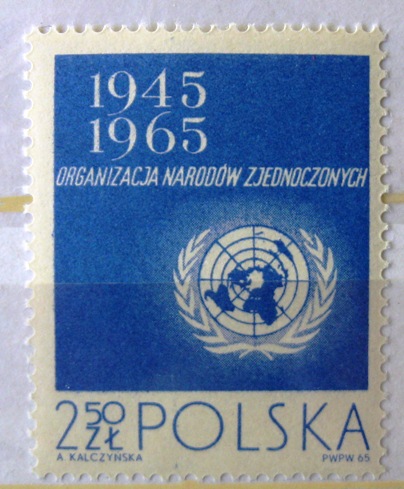 1945
1965
ORGANIZACJA NARODÓW ZJEDNOCZONYCH
2 50 ZŁ POLSKA
A. KALCZYŃSKA PWPW 65